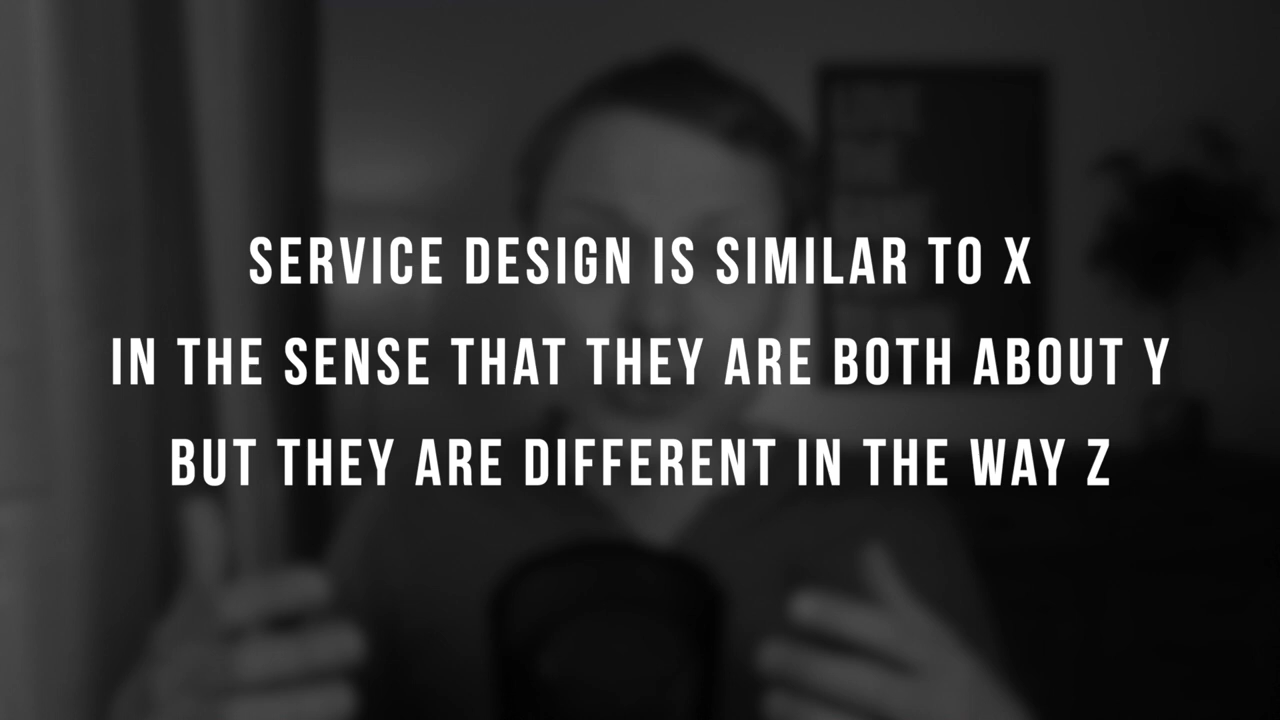 SERVICE DESIGN IS SIMILAR TO X
IN THE SENSE THAT THEY ARE BOTH ABOUT Y
BUT THEY ARE DIFFERENT IN THE WAY Z